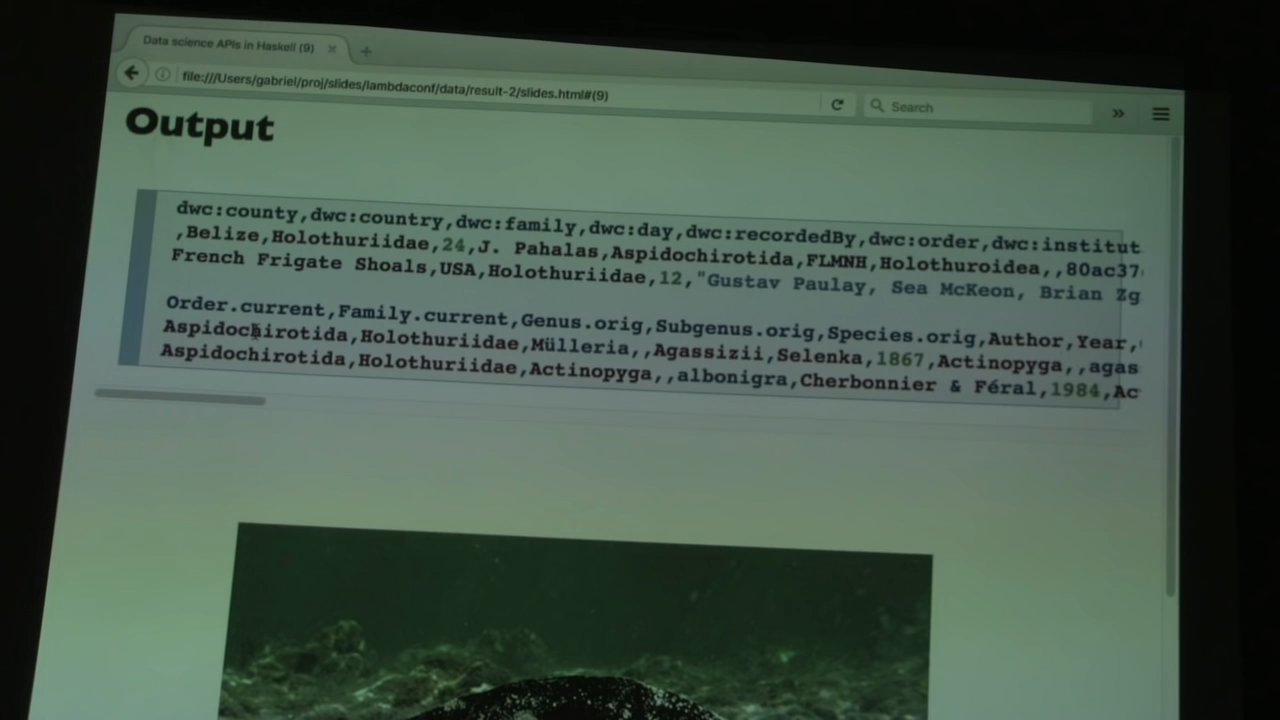 Data science APIs in Haskell (9)
file:///Users/gabriel/proj/slides/lambdaconf/data/result-2/slides.html#(9)
Search
Output
dwc:county,dwc:country,dwc:family,dwc:day,dwc:recordedBy,dwc:order,dwc:institut
,Belize,Holothuriidae,24,J. Pahalas,Aspidochirotida,FLMNH,Holothuroidea,,80ac37
French Frigate Shoals,USA,Holothuriidae,12,"Gustav Paulay, Sea McKeon, Brian Zg
Order.current,Family.current,Genus.orig,Subgenus.orig,Species.orig,Author,Year,
Aspidochirotida,Holothuriidae,Mülleria,,Agassizii,Selenka,1867,Actinopyga,,agas
Aspidochirotida,Holothuriidae,Actinopyga,,albonigra,Cherbonnier & Féral,1984,Ac